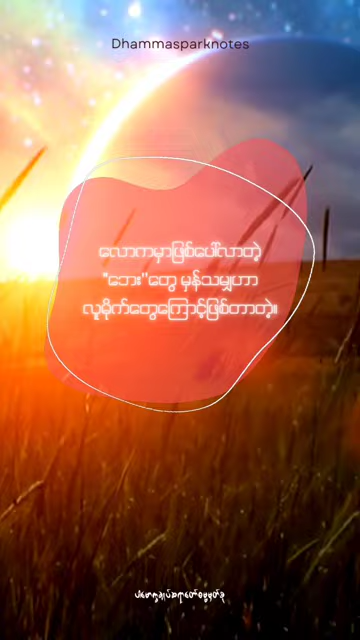 Dhammasparknotes
လောကမှာဖြစ်ပေါ်လာတဲ့
"ဘေး"တွေ မှန်သမျှဟာ
လူမိုက်တွေကြောင့်ဖြစ်တာတဲ့။